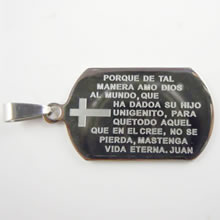 PORQUE DE TAL
MANERA AMO DIOS
AL MUNDO, QUE
HA DADOA SU HIJO
UNIGENITO, PARA
QUETODO AQUEL
QUE EN EL CREE, NO SE
PIERDA, MASTENGA
VIDA ETERNA. JUAN